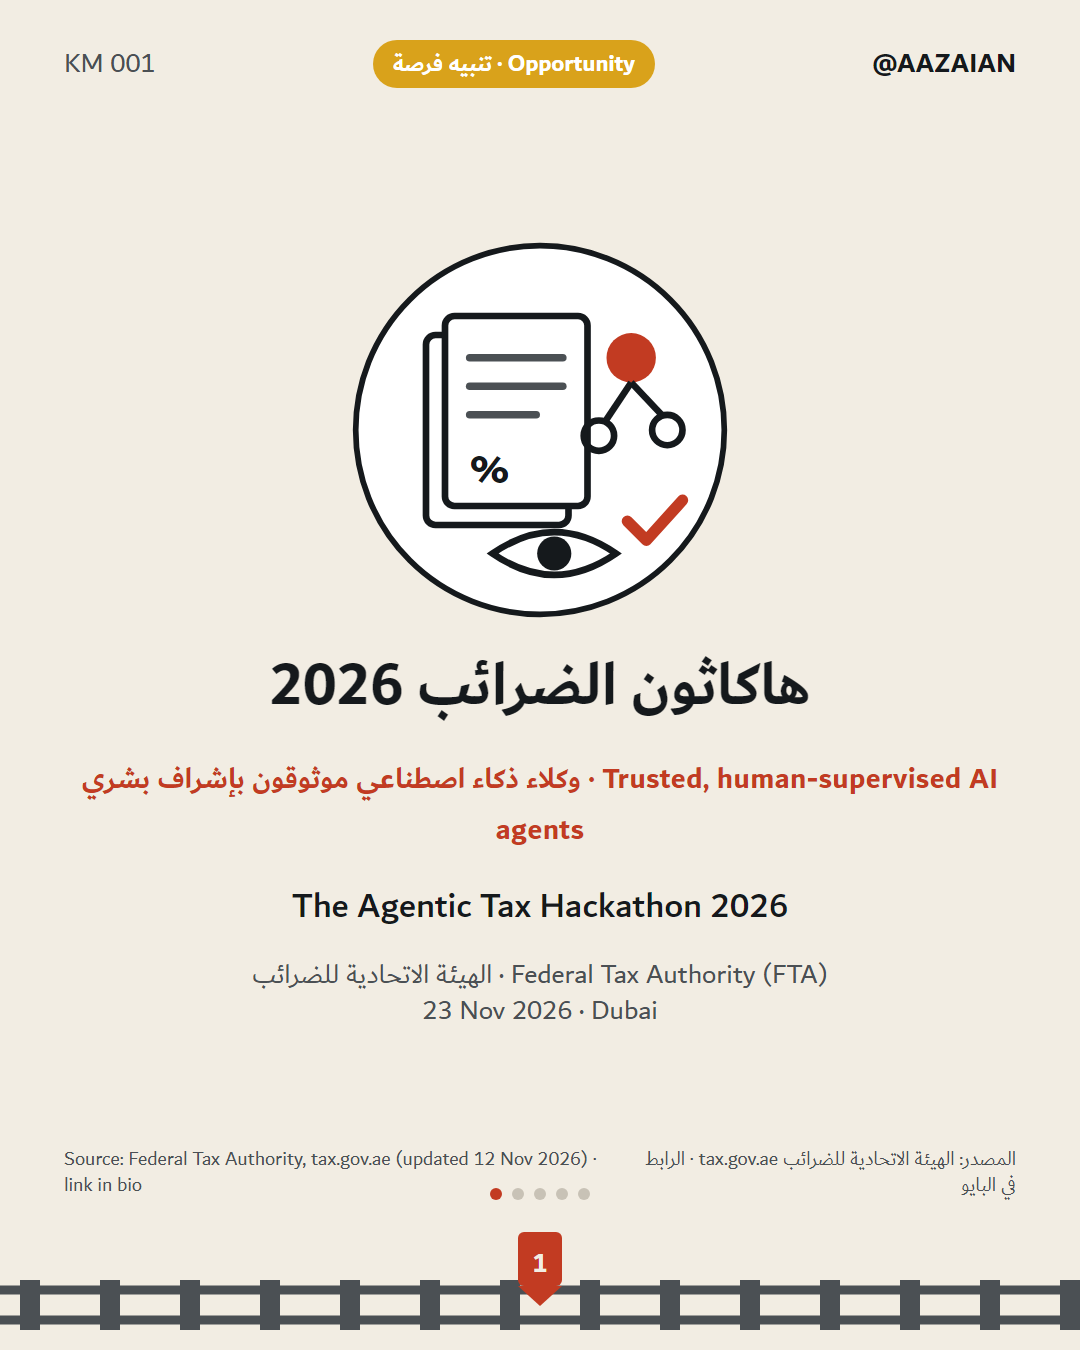 KM 001
تنبيه فرصة · Opportunity
@AAZAIAN
%
هاكاثون الضرائب 2026
وكلاء ذكاء اصطناعي موثوقون بإشراف بشري · Trusted, human-supervised AI
agents
The Agentic Tax Hackathon 2026
الهيئة الاتحادية للضرائب · Federal Tax Authority (FTA)
23 Nov 2026 · Dubai
Source: Federal Tax Authority, tax.gov.ae (updated 12 Nov 2026) ·
link in bio
المصدر: الهيئة الاتحادية للضرائب tax.gov.ae · الرابط
في البايو
1